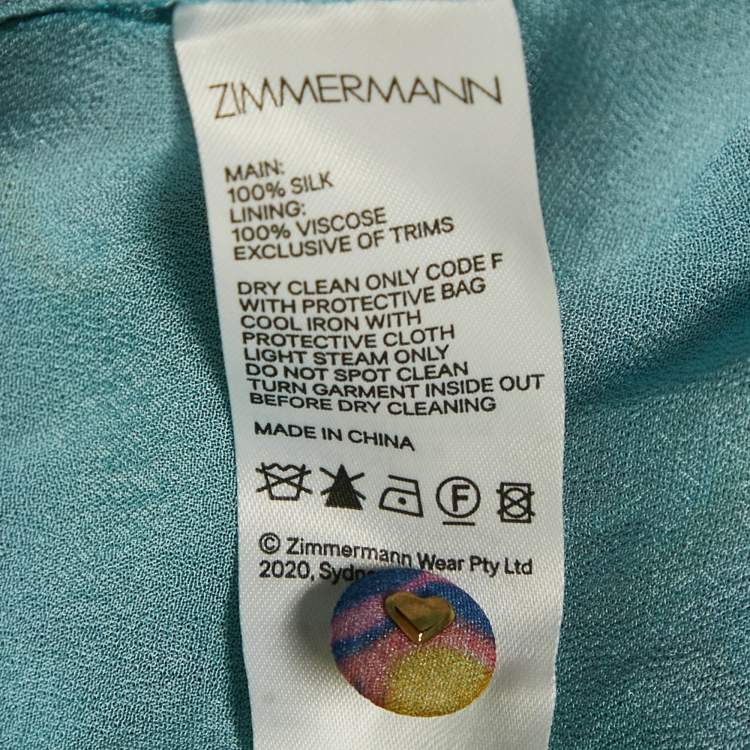 ZIMMERMANN
MAIN:
100% SILK
LINING:
100% VISCOSE
EXCLUSIVE OF TRIMS
DRY CLEAN ONLY CODE F
WITH PROTECTIVE BAG
COOL IRON WITH
PROTECTIVE CLOTH
LIGHT STEAM ONLY
DO NOT SPOT CLEAN
TURN GARMENT INSIDE OUT
BEFORE DRY CLEANING
MADE IN CHINA
F
© Zimmermann Wear Pty Ltd
2020,